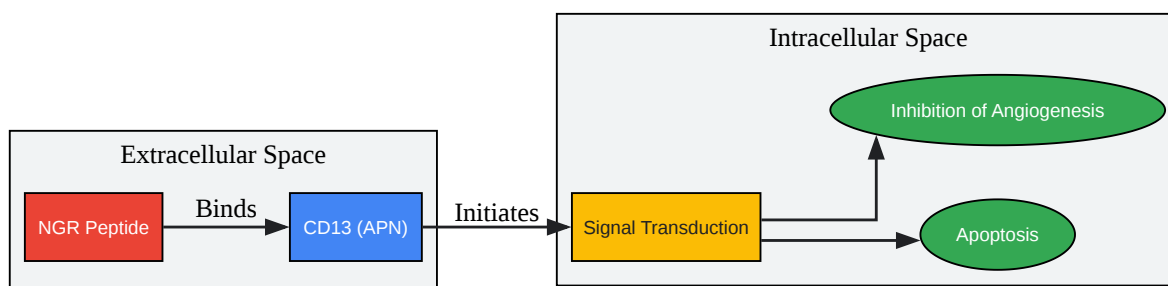 Extracellular Space
NGR Peptide
Binds
CD13 (APN)
Initiates
Intracellular Space
Signal Transduction
Inhibition of Angiogenesis
Apoptosis